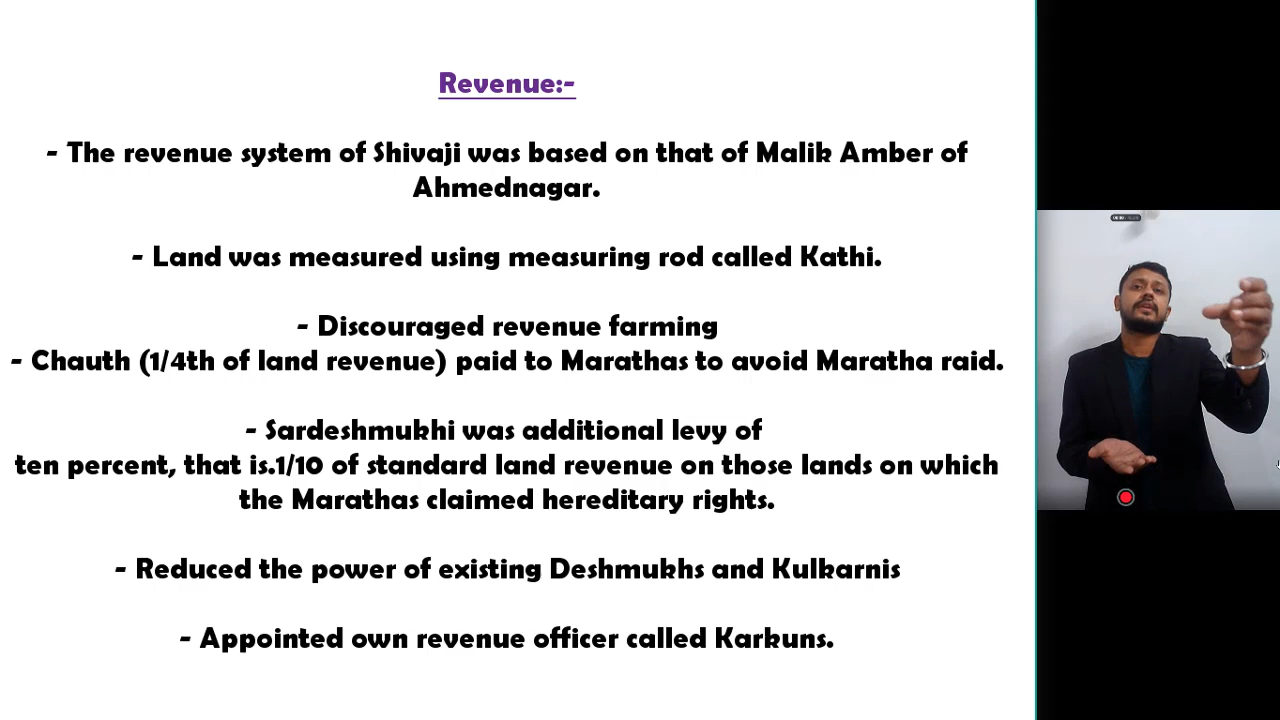 Revenue:-
- The revenue system of Shivaji was based on that of Malik Amber of
Ahmednagar.
- Land was measured using measuring rod called Kathi.
- Discouraged revenue farming
- Chauth (1/4th of land revenue) paid to Marathas to avoid Maratha raid.
- Sardeshmukhi was additional levy of
ten percent, that is.1/10 of standard land revenue on those lands on which
the Marathas claimed hereditary rights.
- Reduced the power of existing Deshmukhs and Kulkarnis
- Appointed own revenue officer called Karkuns.